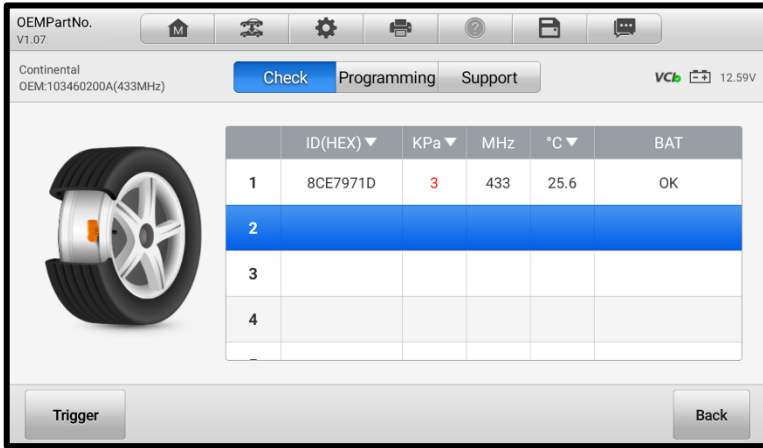 OEMPartNo.
V1.07
M
Continental
OEM:103460200A(433MHz)
Check Programming Support
VCI 12.59V
ID(HEX) ▼ KPa ▼ MHz °C ▼ BAT
1 8CE7971D 3 433 25.6 OK
2
3
4
Trigger Back